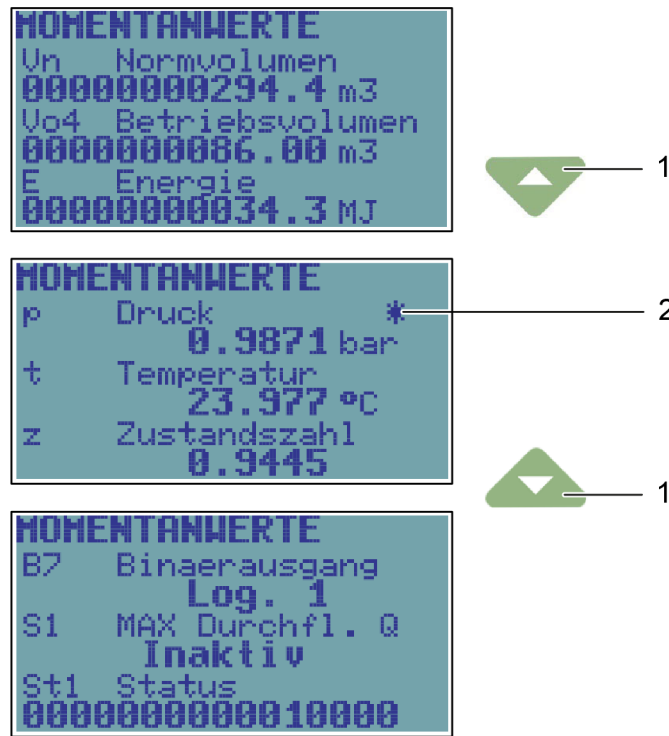 MOMENTANWERTE
Vn Normvolumen
00000000294.4 m3
Vo4 Betriebsvolumen
0000000086.00 m3
E Energie
00000000034.3 MJ
1
MOMENTANWERTE
p Druck *
0.9871 bar
2
t Temperatur
23.977 °C
z Zustandszahl
0.9445
1
MOMENTANWERTE
B7 Binaerausgang
Log. 1
S1 MAX Durchfl. Q
Inaktiv
St1 Status
0000000000010000